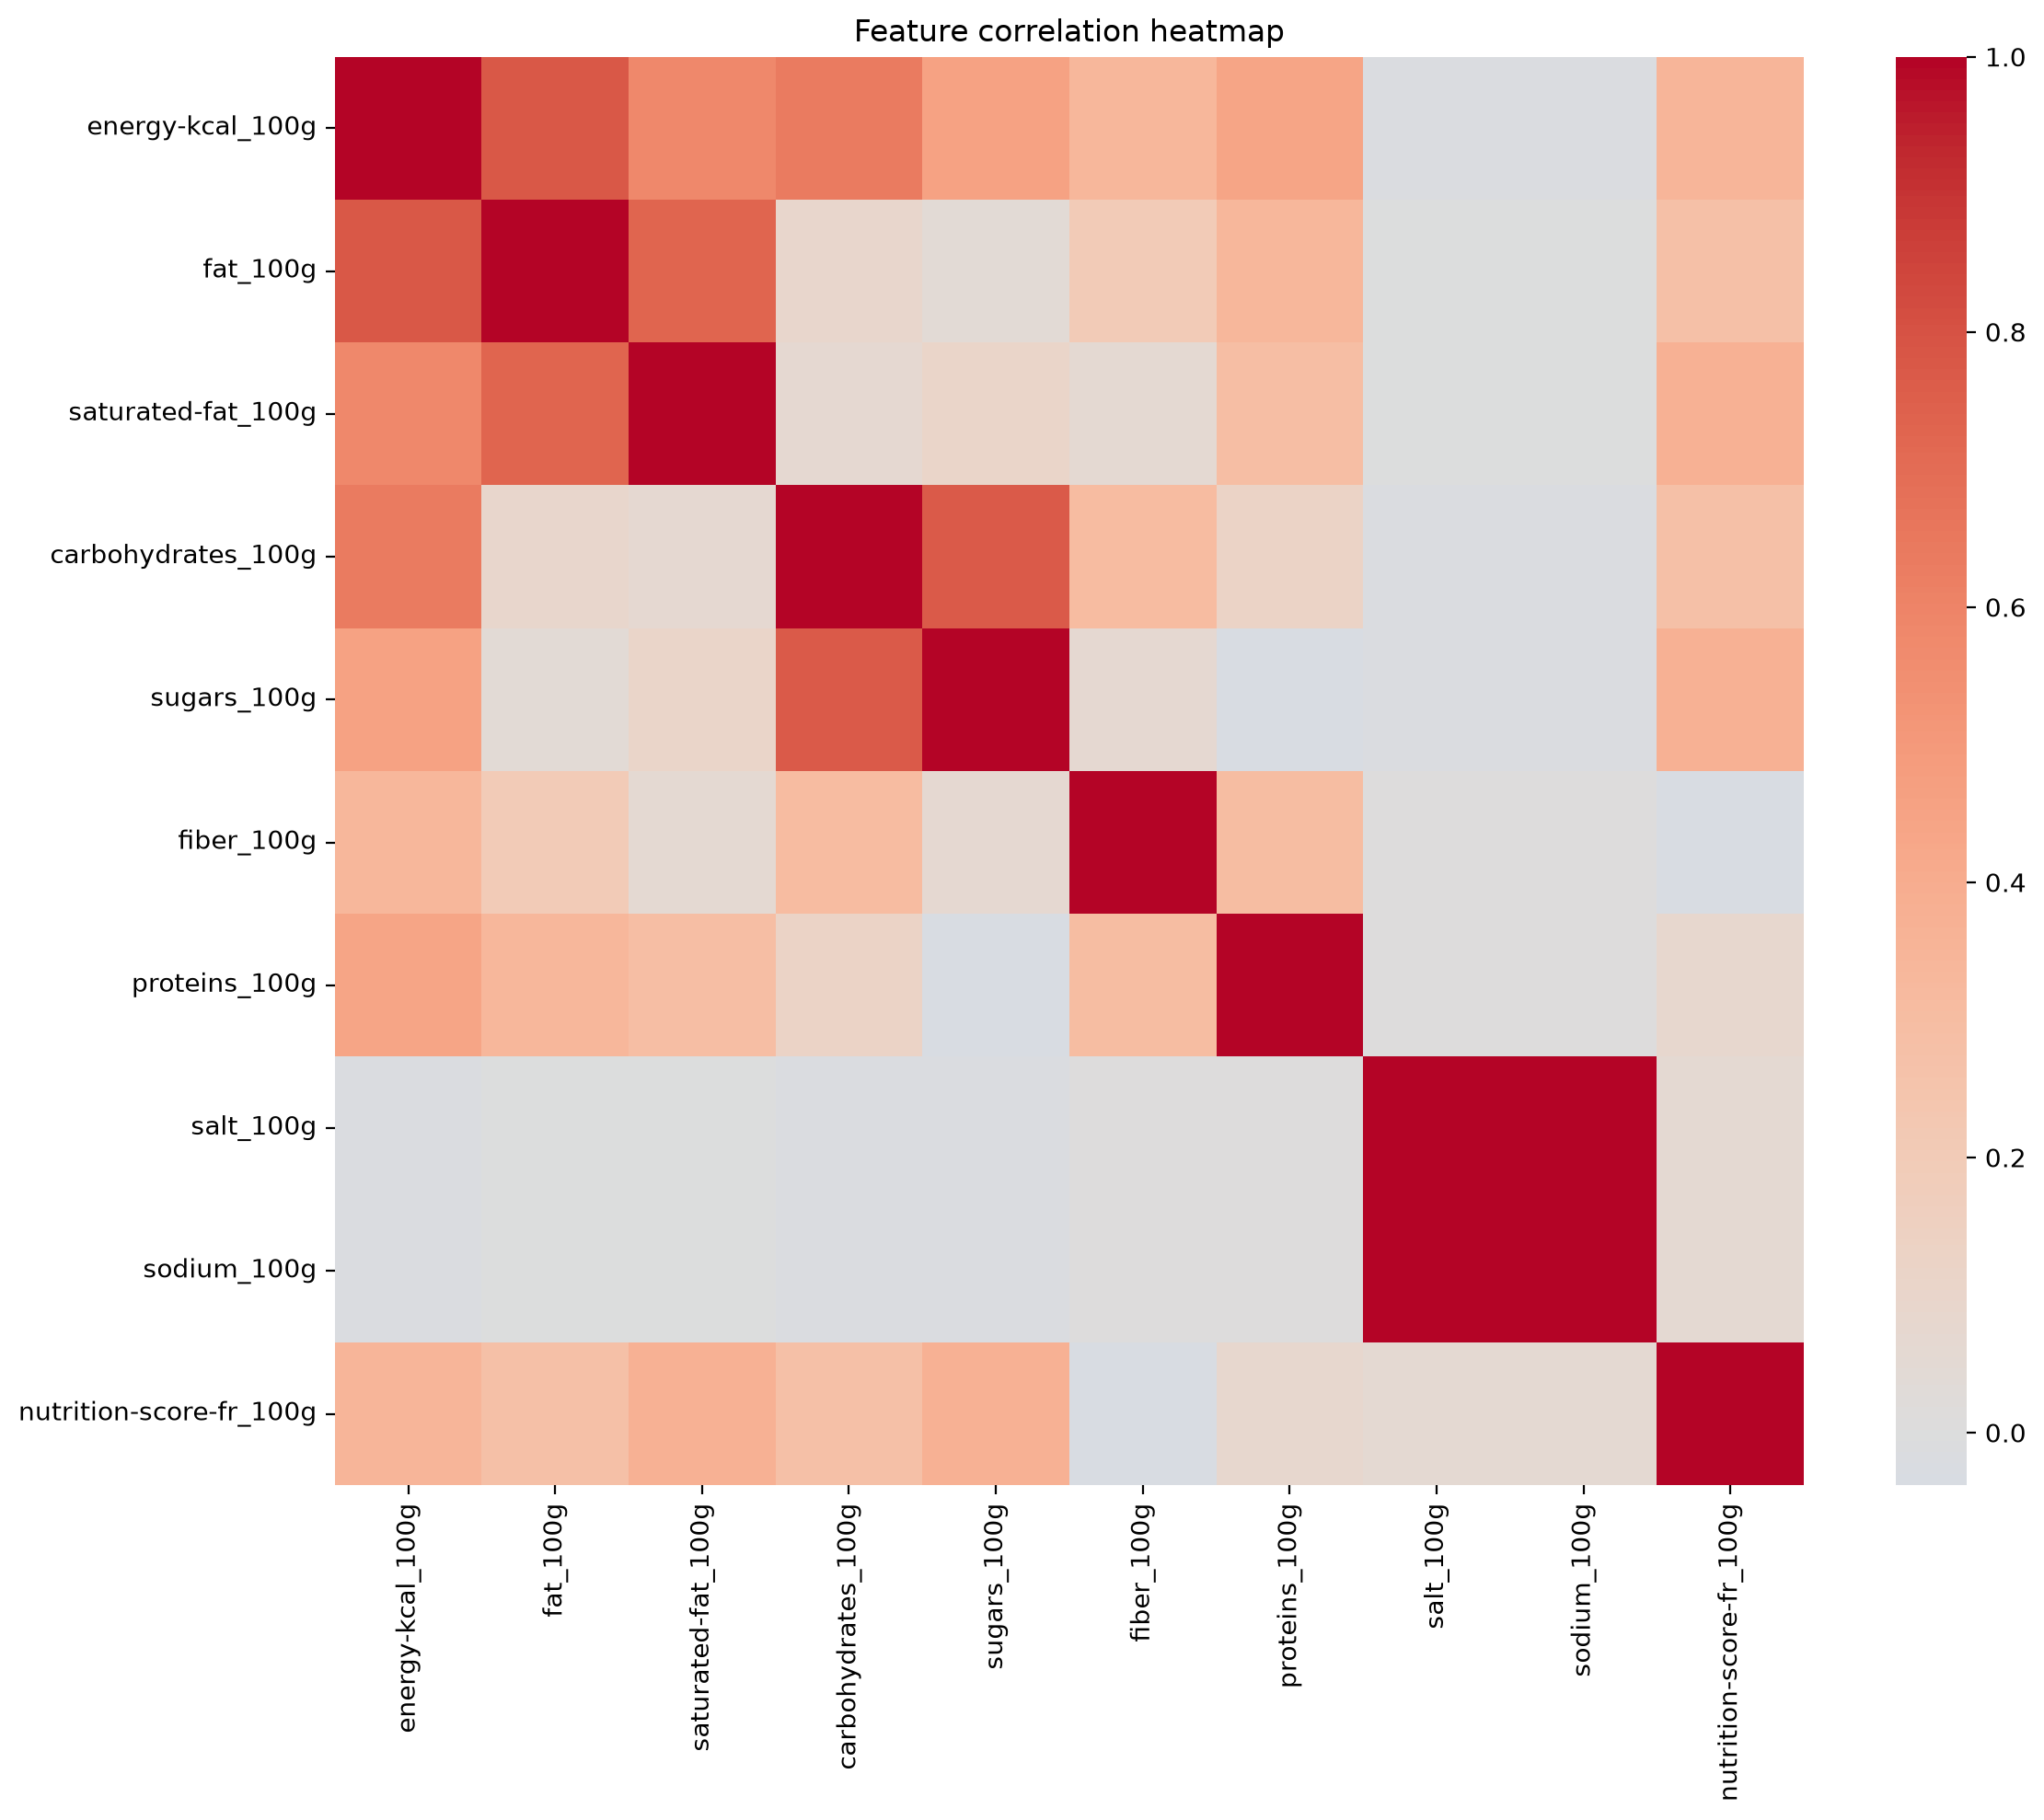 Feature correlation heatmap
energy-kcal_100g
fat_100g
saturated-fat_100g
carbohydrates_100g
sugars_100g
fiber_100g
proteins_100g
salt_100g
sodium_100g
nutrition-score-fr_100g
energy-kcal_100g
fat_100g
saturated-fat_100g
carbohydrates_100g
sugars_100g
fiber_100g
proteins_100g
salt_100g
sodium_100g
nutrition-score-fr_100g
1.0
0.8
0.6
0.4
0.2
0.0